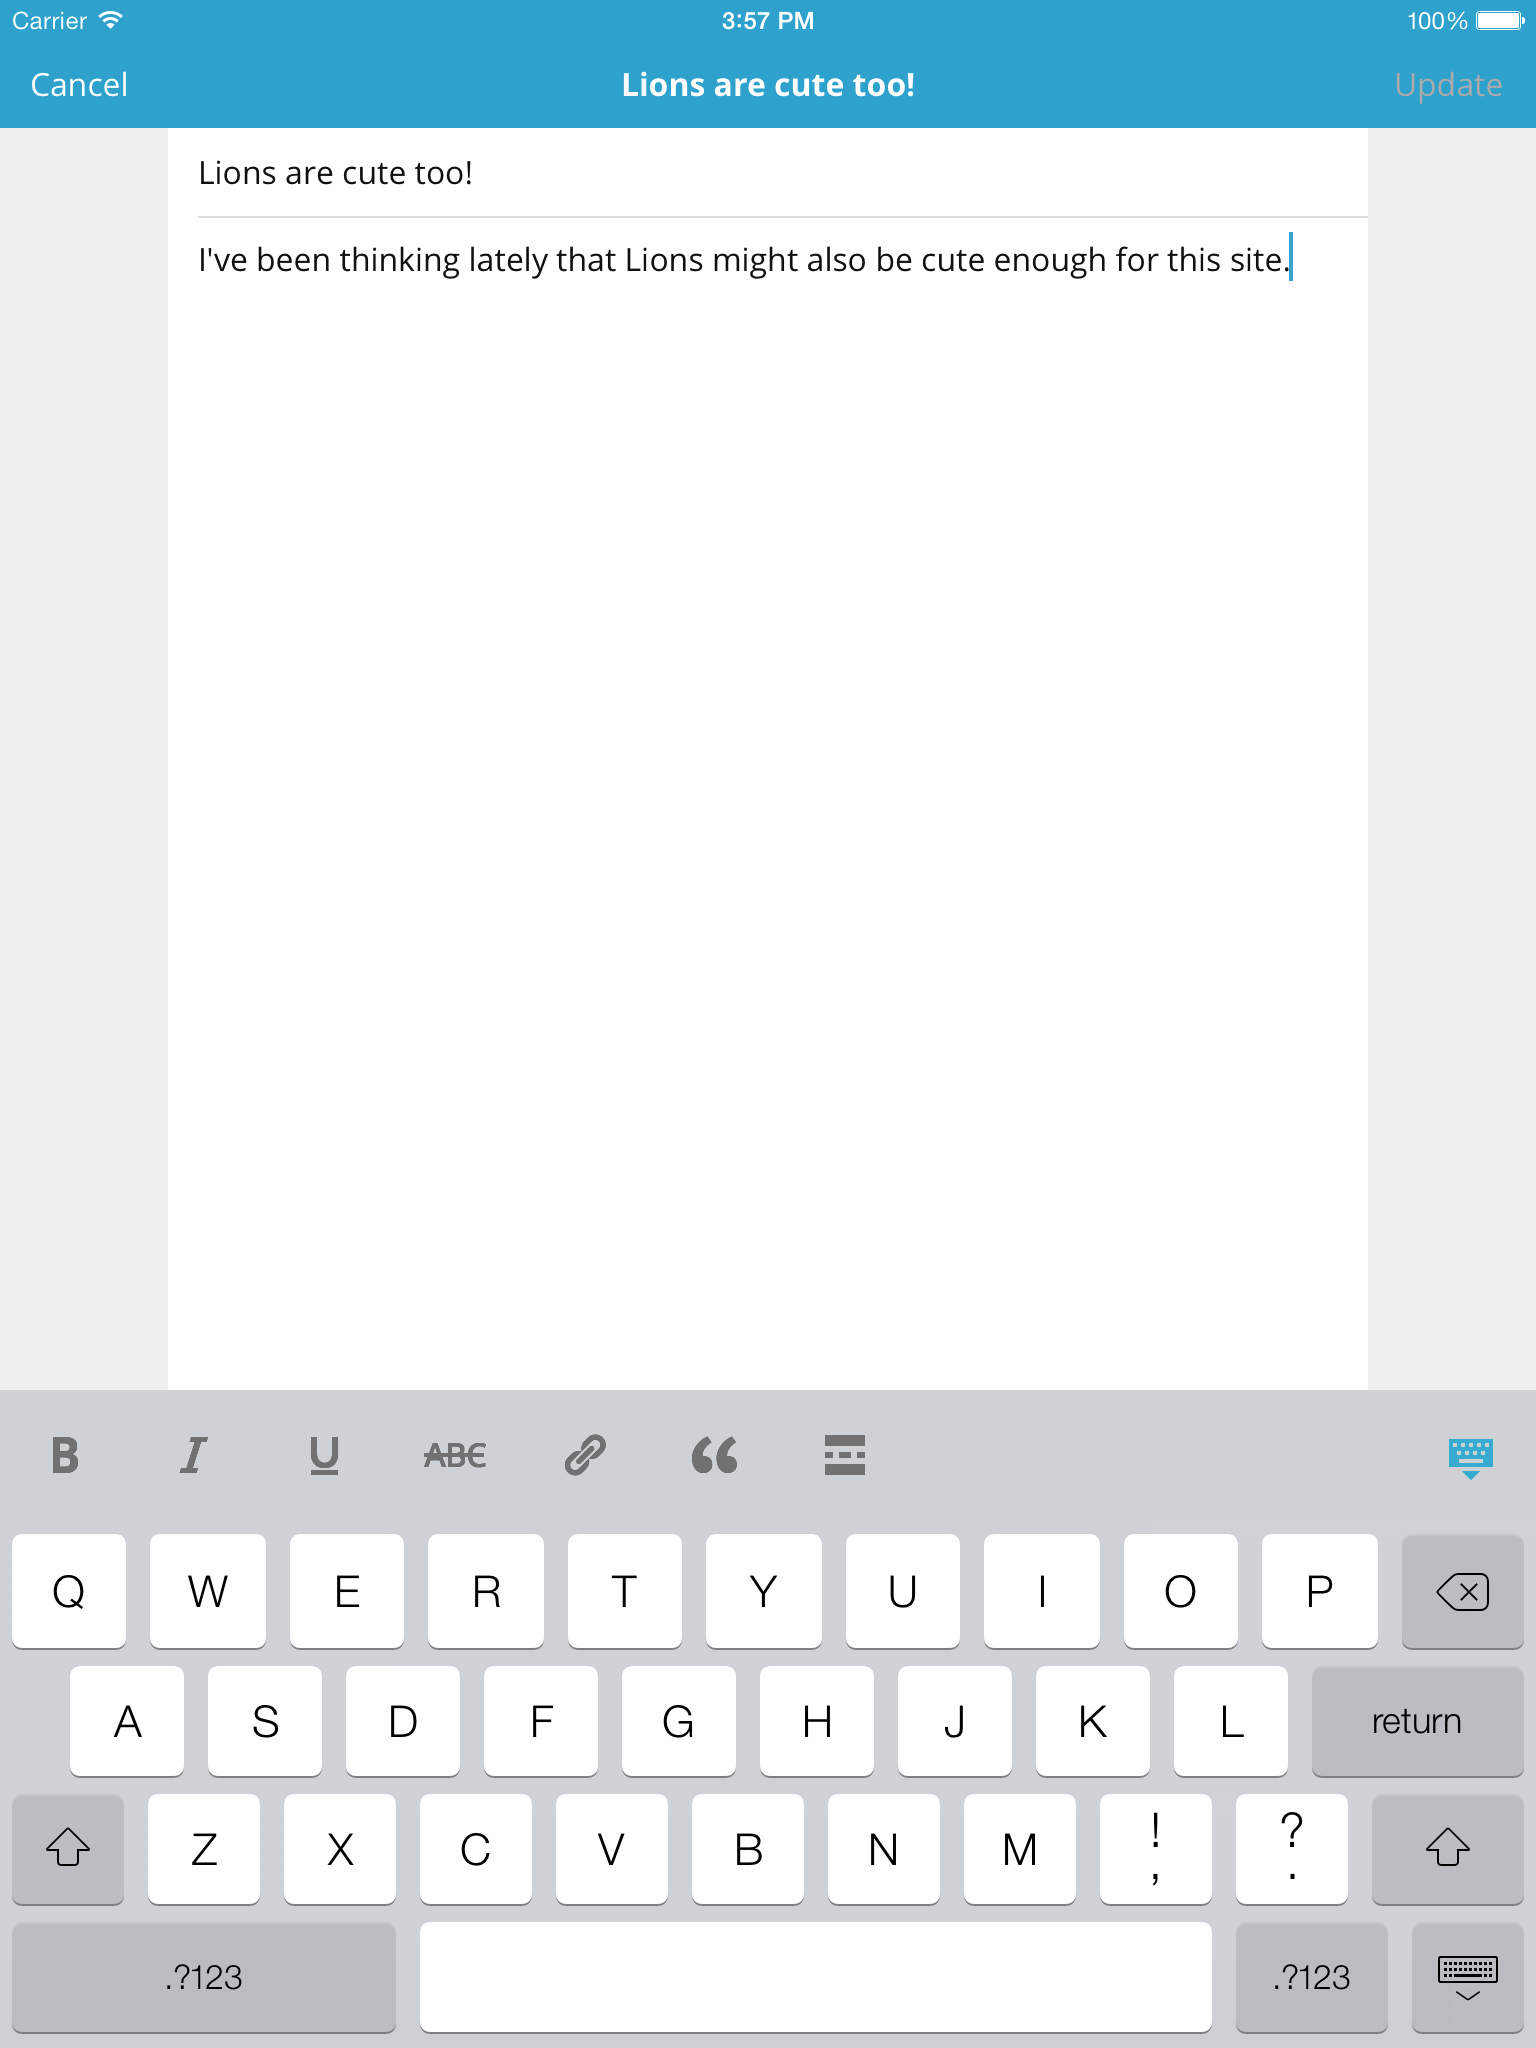 Carrier 3:57 PM 100%
Cancel Lions are cute too! Update
Lions are cute too!
I've been thinking lately that Lions might also be cute enough for this site.
B I U ABC
Q W E R T Y U I O P
A S D F G H J K L return
Z X C V B N M ! , ? .
.?123 .?123